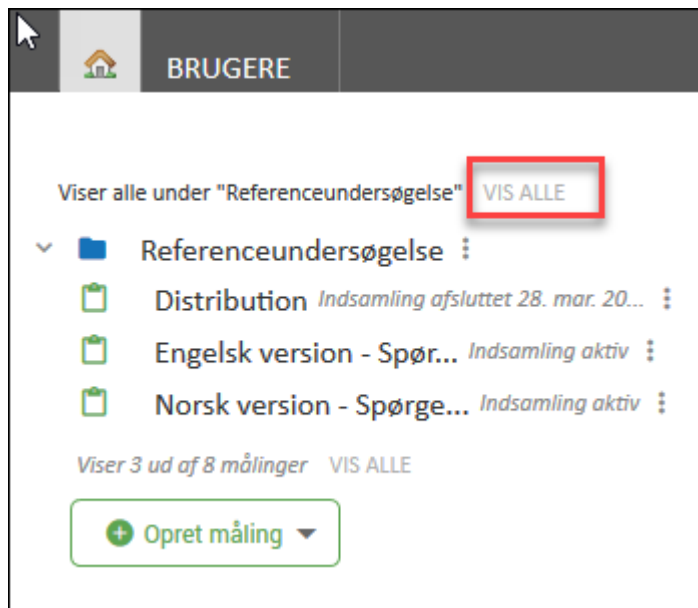 BRUGERE
Viser alle under "Referenceundersøgelse" VIS ALLE
Referenceundersøgelse
Distribution Indsamling afsluttet 28. mar. 20...
Engelsk version - Spør... Indsamling aktiv
Norsk version - Spørge... Indsamling aktiv
Viser 3 ud af 8 målinger VIS ALLE
Opret måling